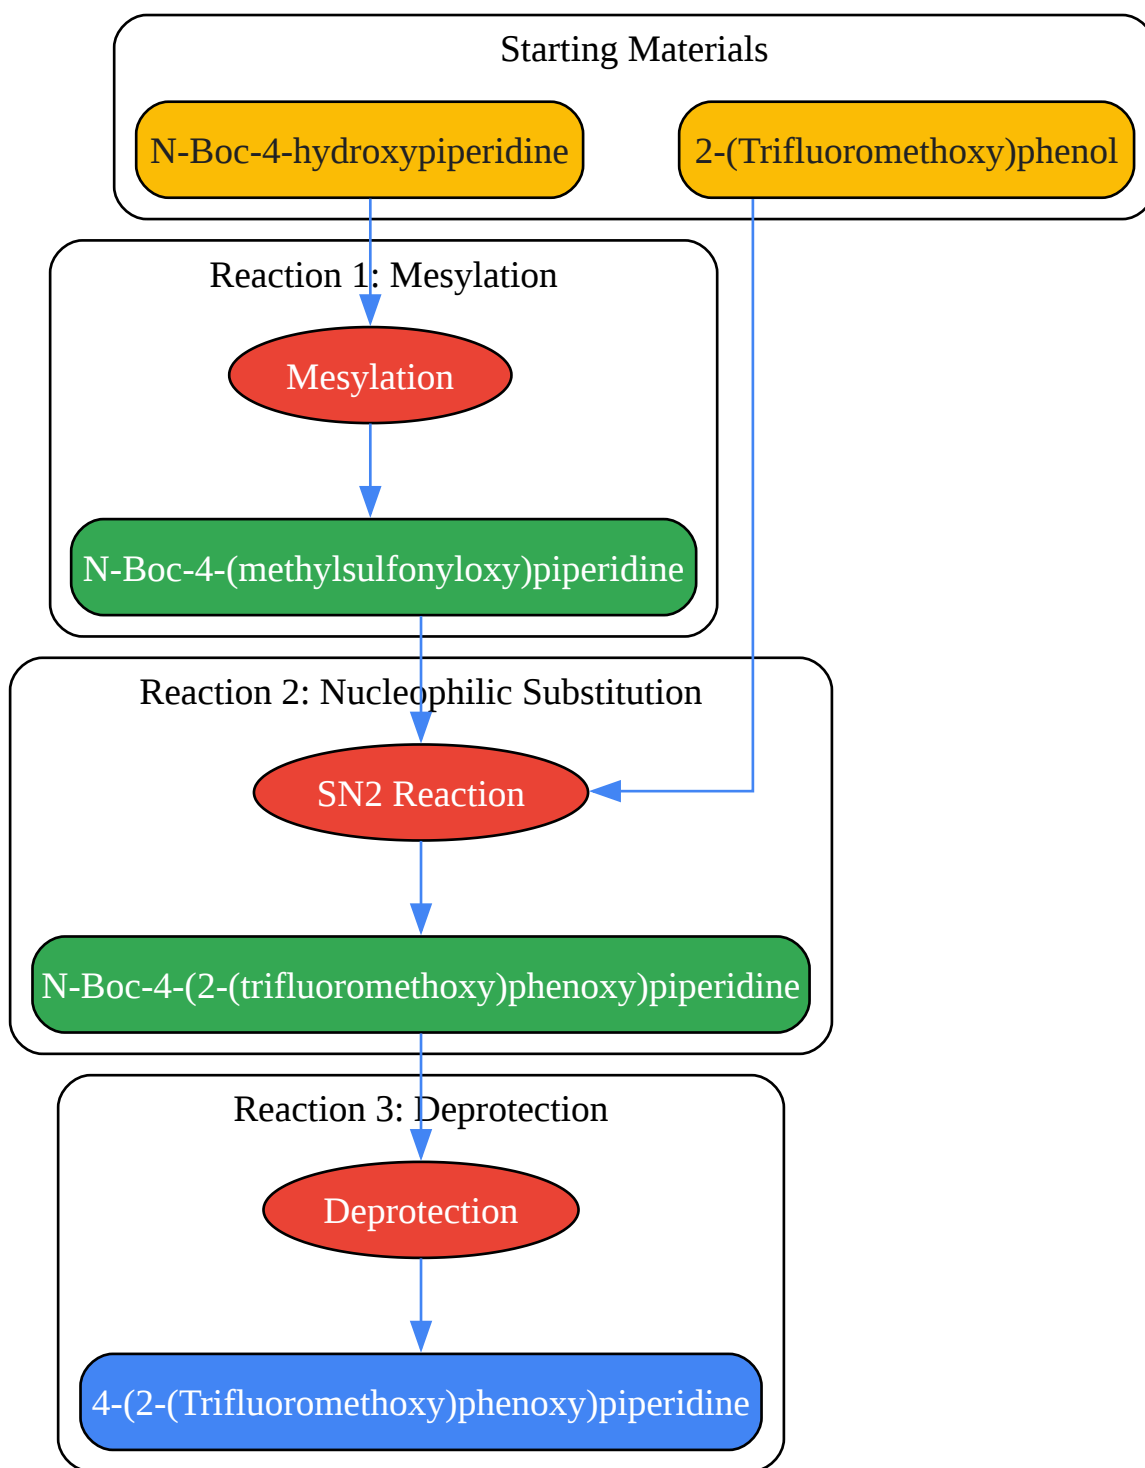 Starting Materials
N-Boc-4-hydroxypiperidine
2-(Trifluoromethoxy)phenol
Reaction 1: Mesylation
Mesylation
N-Boc-4-(methylsulfonyloxy)piperidine
Reaction 2: Nucleophilic Substitution
SN2 Reaction
N-Boc-4-(2-(trifluoromethoxy)phenoxy)piperidine
Reaction 3: Deprotection
Deprotection
4-(2-(Trifluoromethoxy)phenoxy)piperidine